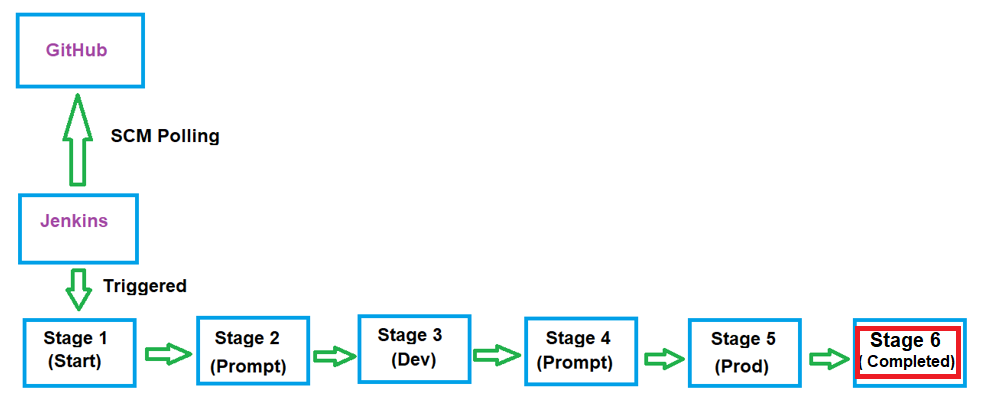 GitHub
SCM Polling
Jenkins
Triggered
Stage 1
(Start)
Stage 2
(Prompt)
Stage 3
(Dev)
Stage 4
(Prompt)
Stage 5
(Prod)
Stage 6
( Completed)